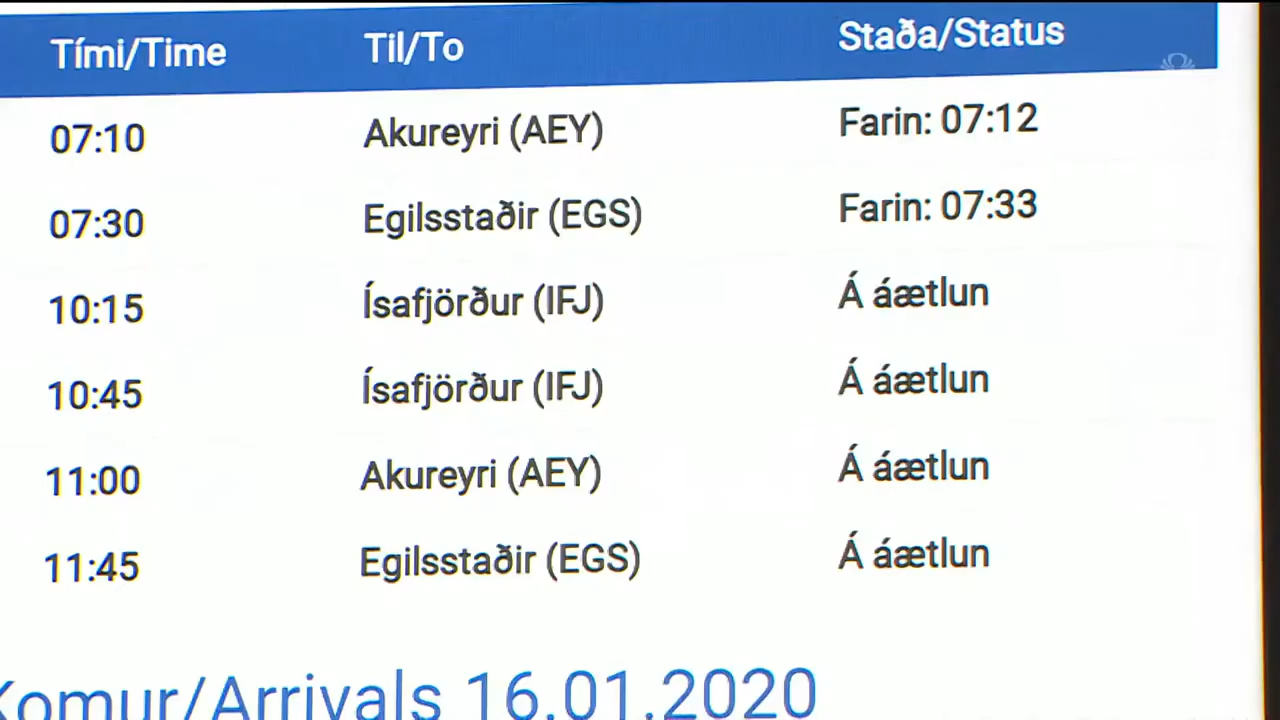 Tími/Time Til/To Staða/Status
07:10 Akureyri (AEY) Farin: 07:12
07:30 Egilsstaðir (EGS) Farin: 07:33
10:15 Ísafjörður (IFJ) Á áætlun
10:45 Ísafjörður (IFJ) Á áætlun
11:00 Akureyri (AEY) Á áætlun
11:45 Egilsstaðir (EGS) Á áætlun
Komur/Arrivals 16.01.2020